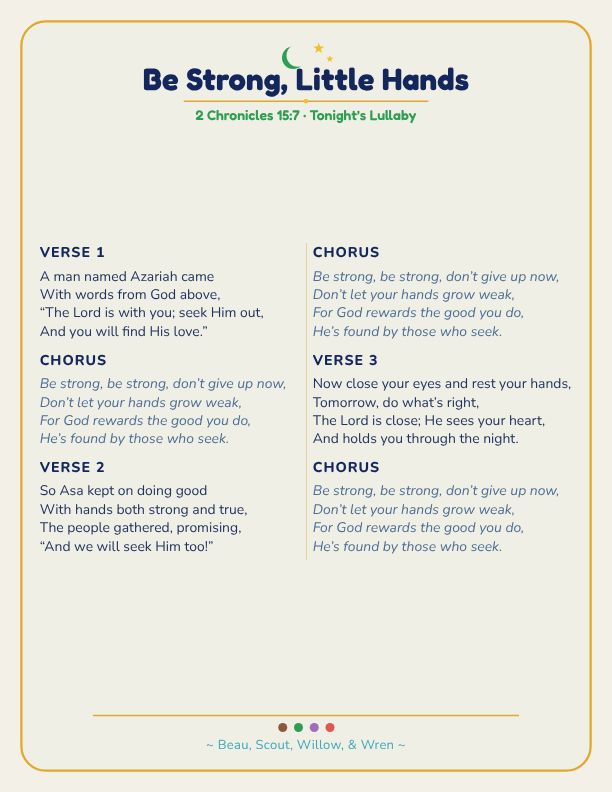 Be Strong, Little Hands
2 Chronicles 15:7 · Tonight's Lullaby
VERSE 1
A man named Azariah came
With words from God above,
“The Lord is with you; seek Him out,
And you will find His love.”
CHORUS
Be strong, be strong, don’t give up now,
Don’t let your hands grow weak,
For God rewards the good you do,
He’s found by those who seek.
VERSE 2
So Asa kept on doing good
With hands both strong and true,
The people gathered, promising,
“And we will seek Him too!”
CHORUS
Be strong, be strong, don’t give up now,
Don’t let your hands grow weak,
For God rewards the good you do,
He’s found by those who seek.
VERSE 3
Now close your eyes and rest your hands,
Tomorrow, do what’s right,
The Lord is close; He sees your heart,
And holds you through the night.
CHORUS
Be strong, be strong, don’t give up now,
Don’t let your hands grow weak,
For God rewards the good you do,
He’s found by those who seek.
~ Beau, Scout, Willow, & Wren ~